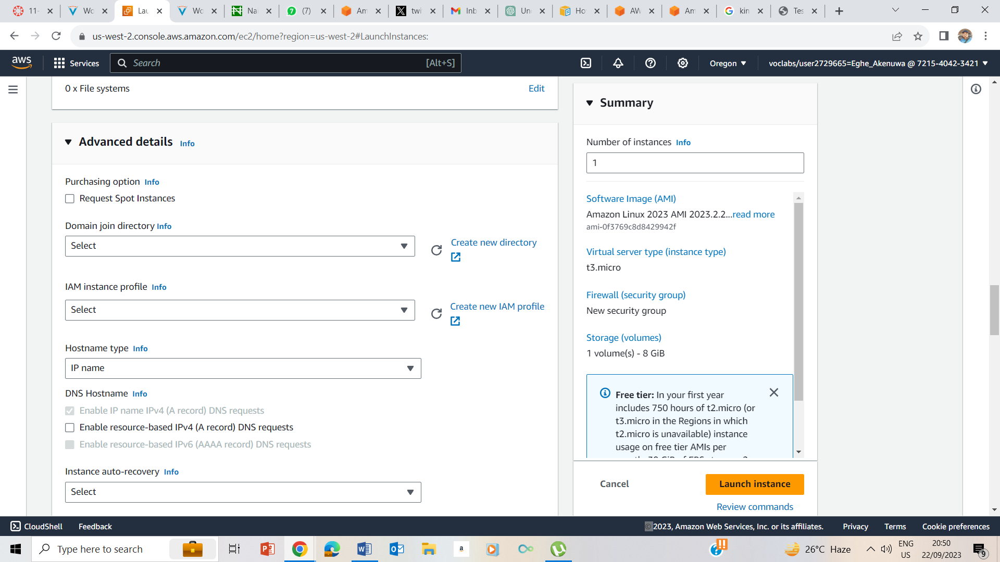 11-
Wo
Lau
Wo
Nai
(7)
Am
twi
Inb
Un
Ho
AW
Am
kin
Tes
us-west-2.console.aws.amazon.com/ec2/home?region=us-west-2#LaunchInstances:
aws
Services
Search
[Alt+S]
Oregon
voclabs/user2729665=Eghe_Akenuwa @ 7215-4042-3421
0 x File systems
Edit
Advanced details Info
Purchasing option Info
Request Spot Instances
Domain join directory Info
Select
Create new directory
IAM instance profile Info
Select
Create new IAM profile
Hostname type Info
IP name
DNS Hostname Info
Enable IP name IPv4 (A record) DNS requests
Enable resource-based IPv4 (A record) DNS requests
Enable resource-based IPv6 (AAAA record) DNS requests
Instance auto-recovery Info
Select
Summary
Number of instances Info
1
Software Image (AMI)
Amazon Linux 2023 AMI 2023.2.2...read more
ami-0f3769c8d8429942f
Virtual server type (instance type)
t3.micro
Firewall (security group)
New security group
Storage (volumes)
1 volume(s) - 8 GiB
Free tier: In your first year
includes 750 hours of t2.micro (or
t3.micro in the Regions in which
t2.micro is unavailable) instance
usage on free tier AMIs per
Cancel
Launch instance
Review commands
CloudShell
Feedback
© 2023, Amazon Web Services, Inc. or its affiliates.
Privacy
Terms
Cookie preferences
Type here to search
a
26°C Haze
ENG
US
20:50
22/09/2023
9